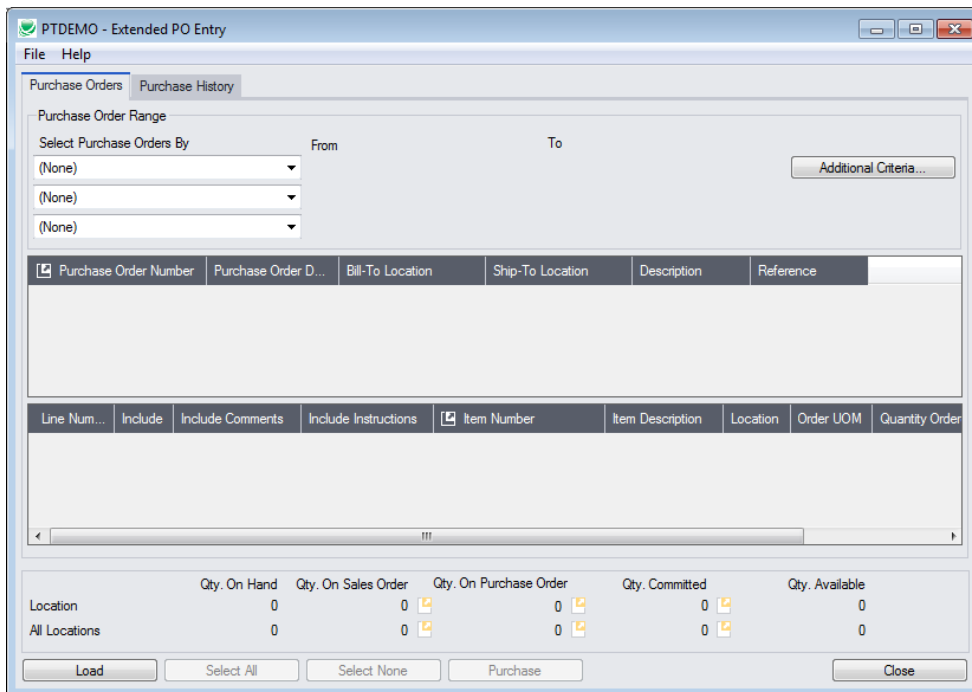 PTDEMO - Extended PO Entry
File Help
Purchase Orders Purchase History
Purchase Order Range
Select Purchase Orders By From To
(None) Additional Criteria...
(None)
(None)
Purchase Order Number Purchase Order D... Bill-To Location Ship-To Location Description Reference
Line Num... Include Include Comments Include Instructions Item Number Item Description Location Order UOM Quantity Order
Qty. On Hand Qty. On Sales Order Qty. On Purchase Order Qty. Committed Qty. Available
Location 0 0 0 0 0
All Locations 0 0 0 0 0
Load Select All Select None Purchase Close